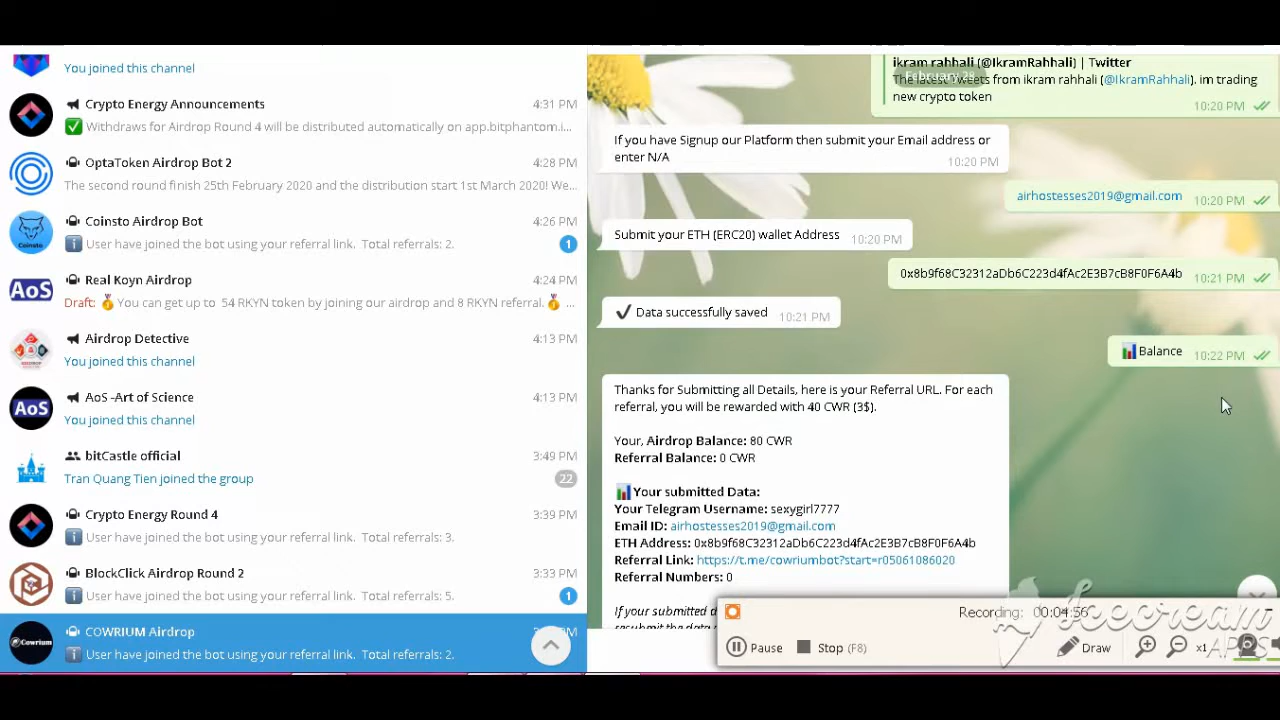 You joined this channel
Crypto Energy Announcements
4:31 PM
Withdraws for Airdrop Round 4 will be distributed automatically on app.bitphantom.i...
OptaToken Airdrop Bot 2
4:28 PM
The second round finish 25th February 2020 and the distribution start 1st March 2020! We...
Coinsto Airdrop Bot
4:26 PM
User have joined the bot using your referral link. Total referrals: 2.
1
AoS
Real Koyn Airdrop
4:24 PM
Draft: 🥇 You can get up to 54 RKYN token by joining our airdrop and 8 RKYN referral.🥇 ...
Airdrop Detective
4:13 PM
You joined this channel
AoS
AoS -Art of Science
4:13 PM
You joined this channel
bitCastle official
3:49 PM
Tran Quang Tien joined the group
22
Crypto Energy Round 4
3:39 PM
User have joined the bot using your referral link. Total referrals: 3.
BlockClick Airdrop Round 2
3:33 PM
User have joined the bot using your referral link. Total referrals: 5.
1
Cowrium
COWRIUM Airdrop
User have joined the bot using your referral link. Total referrals: 2.
ikram rahhali (@IkramRahhali) | Twitter
February 28
The latest Tweets from ikram rahhali (@IkramRahhali). im trading
new crypto token
10:20 PM
If you have Signup our Platform then submit your Email address or
enter N/A
10:20 PM
airhostesses2019@gmail.com
10:20 PM
Submit your ETH (ERC20) wallet Address
10:20 PM
0x8b9f68C32312aDb6C223d4fAc2E3B7cB8F0F6A4b
10:21 PM
✔ Data successfully saved
10:21 PM
📊 Balance
10:22 PM
Thanks for Submitting all Details, here is your Referral URL. For each
referral, you will be rewarded with 40 CWR (3$).
Your, Airdrop Balance: 80 CWR
Referral Balance: 0 CWR
📊 Your submitted Data:
Your Telegram Username: sexygirl7777
Email ID: airhostesses2019@gmail.com
ETH Address: 0x8b9f68C32312aDb6C223d4fAc2E3B7cB8F0F6A4b
Referral Link: https://t.me/cowriumbot?start=r05061086020
Referral Numbers: 0
If your submitted d
Recording: 00:04:56
Pause
Stop (F8)
Draw
x1
Icecream
APPS